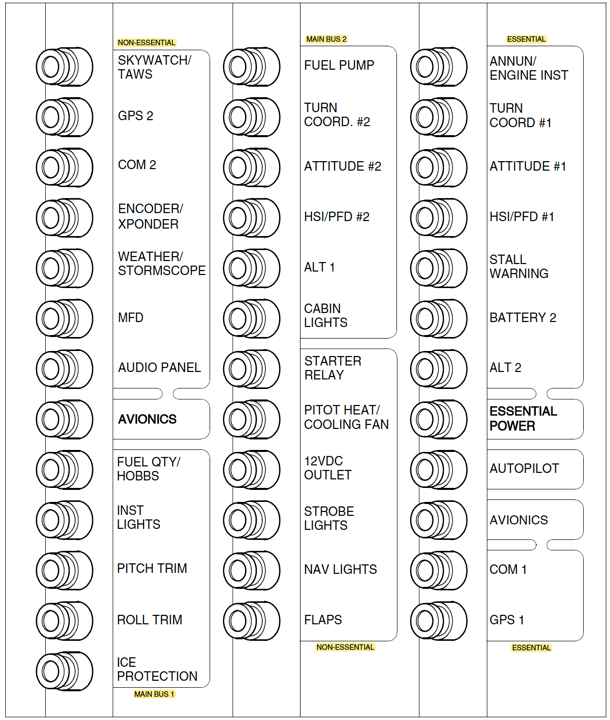 NON-ESSENTIAL
SKYWATCH/
TAWS
GPS 2
COM 2
ENCODER/
XPONDER
WEATHER/
STORMSCOPE
MFD
AUDIO PANEL
AVIONICS
FUEL QTY/
HOBBS
INST
LIGHTS
PITCH TRIM
ROLL TRIM
ICE
PROTECTION
MAIN BUS 1
MAIN BUS 2
FUEL PUMP
TURN
COORD. #2
ATTITUDE #2
HSI/PFD #2
ALT 1
CABIN
LIGHTS
STARTER
RELAY
PITOT HEAT/
COOLING FAN
12VDC
OUTLET
STROBE
LIGHTS
NAV LIGHTS
FLAPS
NON-ESSENTIAL
ESSENTIAL
ANNUN/
ENGINE INST
TURN
COORD #1
ATTITUDE #1
HSI/PFD #1
STALL
WARNING
BATTERY 2
ALT 2
ESSENTIAL
POWER
AUTOPILOT
AVIONICS
COM 1
GPS 1
ESSENTIAL